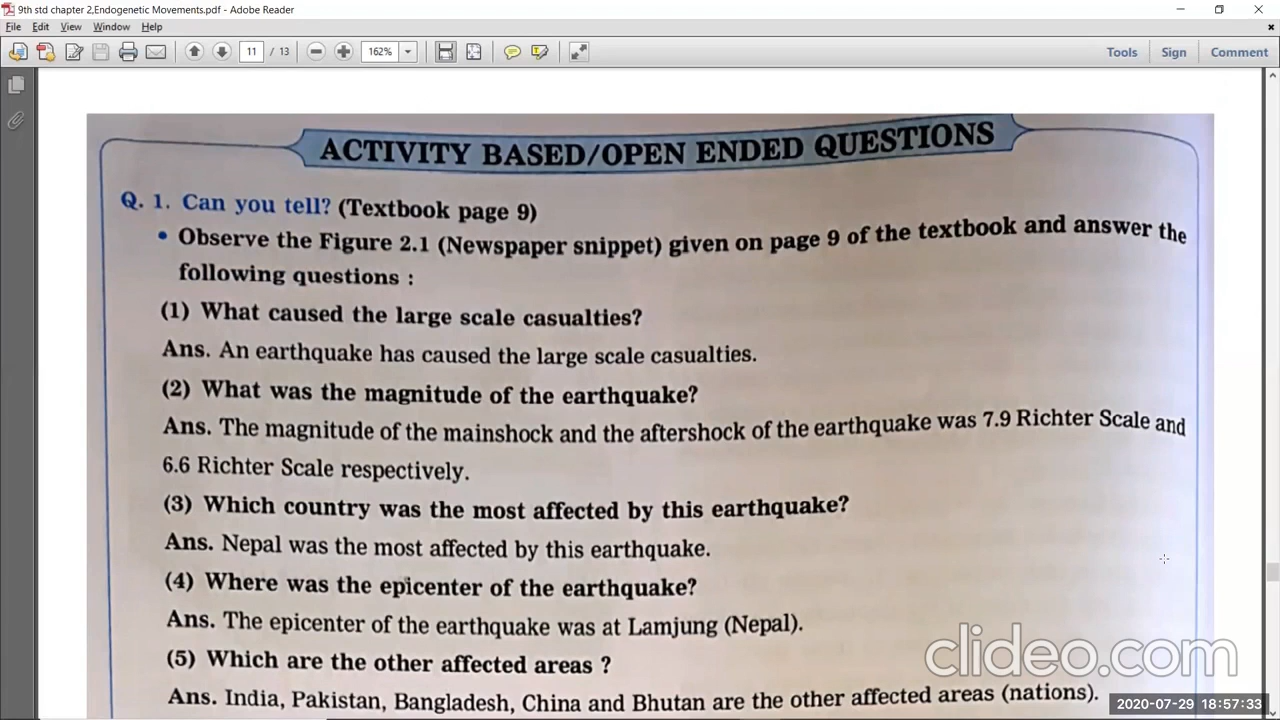 9th std chapter 2,Endogenetic Movements.pdf - Adobe Reader
File Edit View Window Help
11 / 13 162% Tools Sign Comment
ACTIVITY BASED/OPEN ENDED QUESTIONS
Q. 1. Can you tell? (Textbook page 9)
• Observe the Figure 2.1 (Newspaper snippet) given on page 9 of the textbook and answer the
following questions :
(1) What caused the large scale casualties?
Ans. An earthquake has caused the large scale casualties.
(2) What was the magnitude of the earthquake?
Ans. The magnitude of the mainshock and the aftershock of the earthquake was 7.9 Richter Scale and
6.6 Richter Scale respectively.
(3) Which country was the most affected by this earthquake?
Ans. Nepal was the most affected by this earthquake.
(4) Where was the epicenter of the earthquake?
Ans. The epicenter of the earthquake was at Lamjung (Nepal).
(5) Which are the other affected areas ?
Ans. India, Pakistan, Bangladesh, China and Bhutan are the other affected areas (nations).
clideo.com
2020-07-29 18:57:33